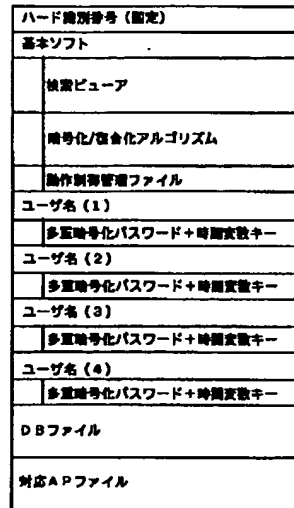 ハード識別番号（固定）
基本ソフト
検索ビューア
暗号化/復合化アルゴリズム
動作制御管理ファイル
ユーザ名（1）
多重暗号化パスワード＋時間変数キー
ユーザ名（2）
多重暗号化パスワード＋時間変数キー
ユーザ名（3）
多重暗号化パスワード＋時間変数キー
ユーザ名（4）
多重暗号化パスワード＋時間変数キー
DBファイル
対応APファイル